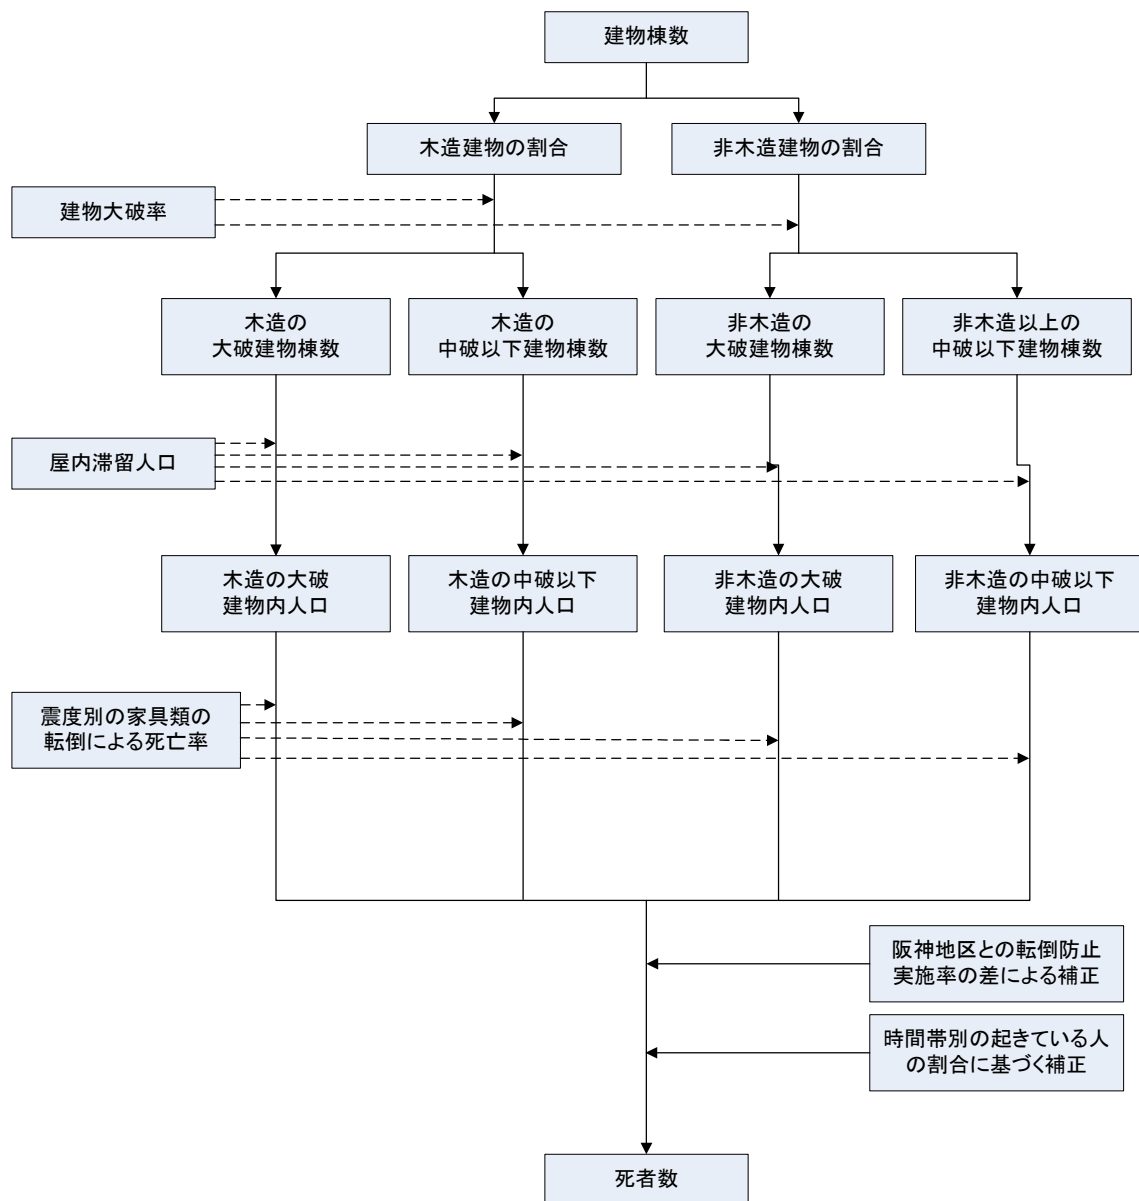 建物棟数
木造建物の割合
非木造建物の割合
建物大破率
木造の
大破建物棟数
木造の
中破以下建物棟数
非木造の
大破建物棟数
非木造以上の
中破以下建物棟数
屋内滞留人口
木造の大破
建物内人口
木造の中破以下
建物内人口
非木造の大破
建物内人口
非木造の中破以下
建物内人口
震度別の家具類の
転倒による死亡率
阪神地区との転倒防止
実施率の差による補正
時間帯別の起きている人
の割合に基づく補正
死者数